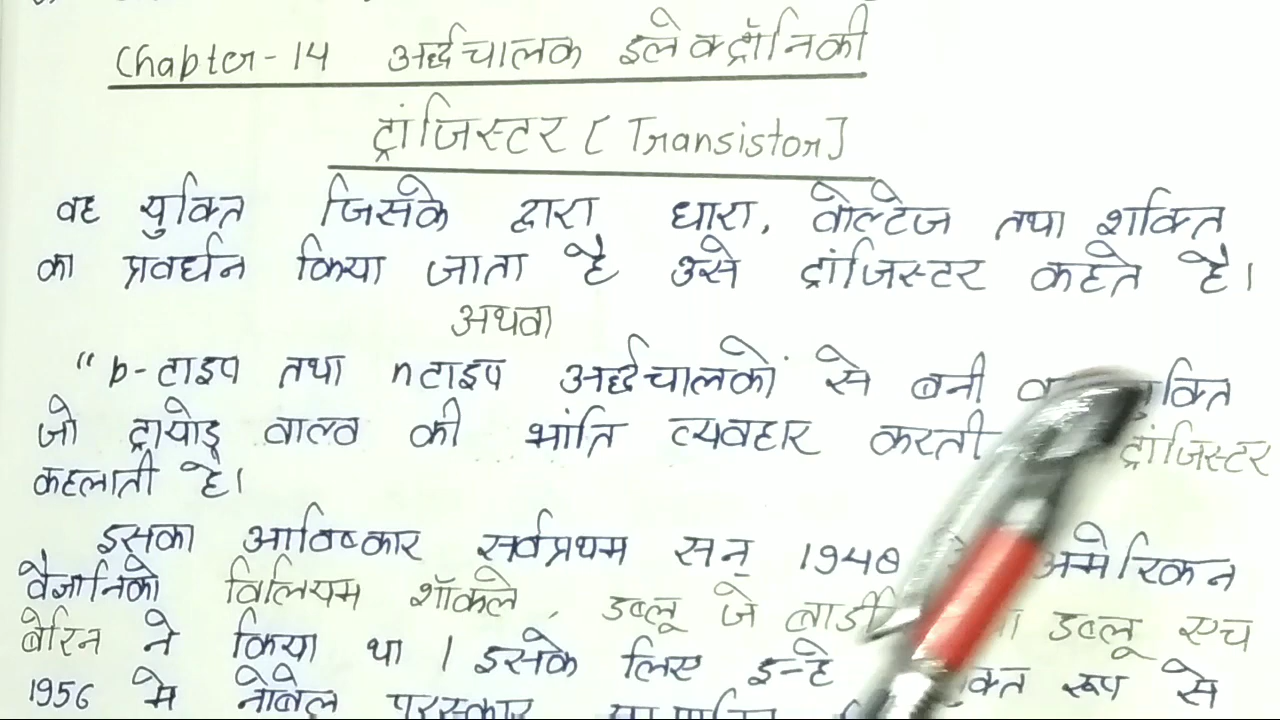 Chapter-14 अर्द्धचालक इलेक्ट्रॉनिकी
ट्रांजिस्टर [Transistor]
वह युक्ति जिसके द्वारा धारा, वोल्टेज तथा शक्ति
का प्रवर्धन किया जाता है उसे ट्रांजिस्टर कहते है।
अथवा
"p-टाइप तथा nटाइप अर्द्धचालकों से बनी
जो ट्रायोड वाल्व की भांति व्यवहार करती ट्रांजिस्टर
कहलाती है।
इसका आविष्कार सर्वप्रथम सन् 1948 अमेरिकन
वैज्ञानिको विलियम शॉकले, डब्लू जे डब्लू एच
बेरिन ने किया था। इसके लिए इन्हे रूप से
1956 मे नोबेल पुरस्कार